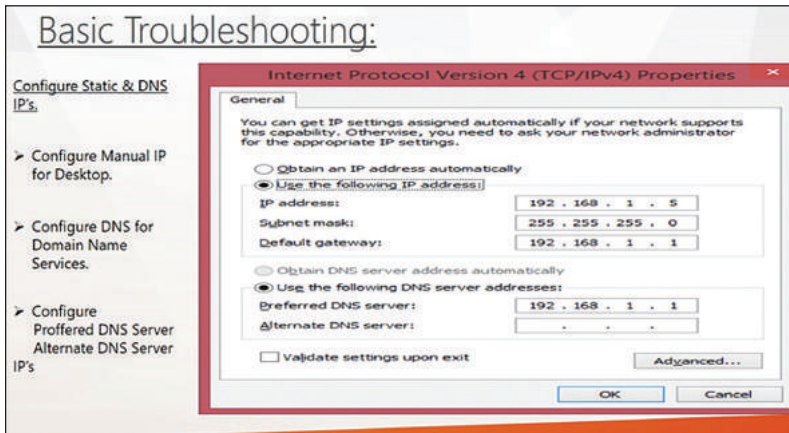 Basic Troubleshooting:
Configure Static & DNS
IP's.
➢ Configure Manual IP
for Desktop.
➢ Configure DNS for
Domain Name
Services.
➢ Configure
Proffered DNS Server
Alternate DNS Server
IP's
Internet Protocol Version 4 (TCP/IPv4) Properties
General
You can get IP settings assigned automatically if your network supports
this capability. Otherwise, you need to ask your network administrator
for the appropriate IP settings.
Obtain an IP address automatically
Use the following IP address:
IP address: 192 . 168 . 1 . 5
Subnet mask: 255 . 255 . 255 . 0
Default gateway: 192 . 168 . 1 . 1
Obtain DNS server address automatically
Use the following DNS server addresses:
Preferred DNS server: 192 . 168 . 1 . 1
Alternate DNS server: . . .
Validate settings upon exit
Advanced...
OK
Cancel